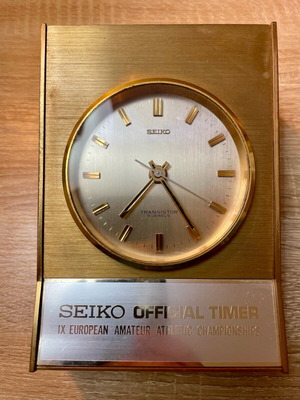 SEIKO
TRANSISTOR
SEIKO OFFICIAL TIMER
IX EUROPEAN AMATEUR ATHLETIC CHAMPIONSHIPS